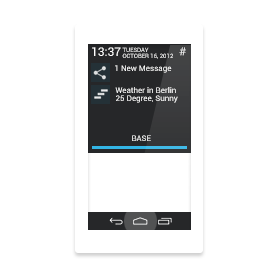 13:37 TUESDAY #
OCTOBER 16, 2012
1 New Message
Weather in Berlin
25 Degree, Sunny
BASE